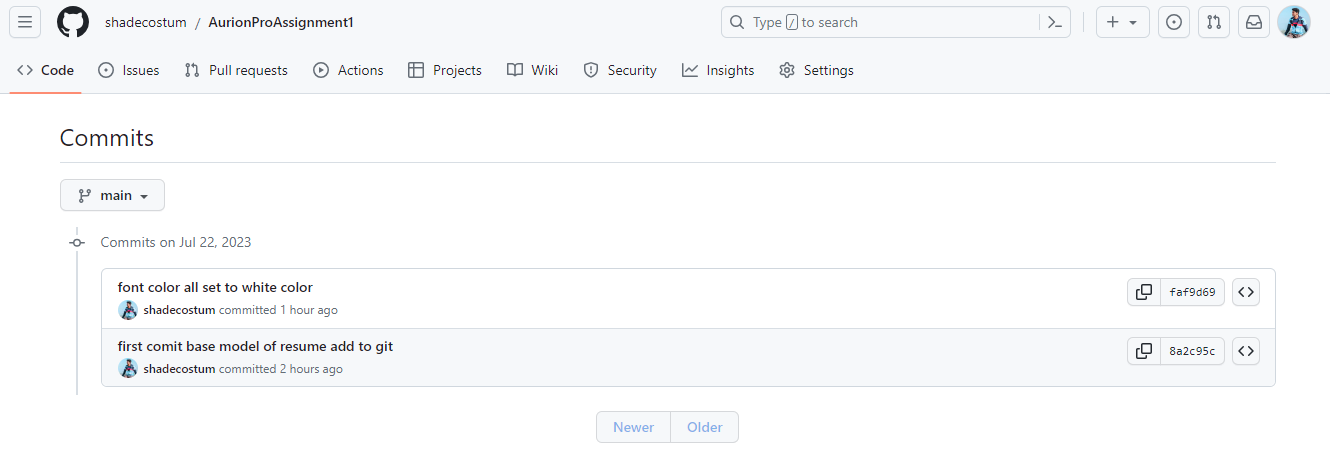 shadecostum / AurionProAssignment1
Type / to search
Code Issues Pull requests Actions Projects Wiki Security Insights Settings
Commits
main
Commits on Jul 22, 2023
font color all set to white color
faf9d69
shadecostum committed 1 hour ago
first comit base model of resume add to git
8a2c95c
shadecostum committed 2 hours ago
Newer Older